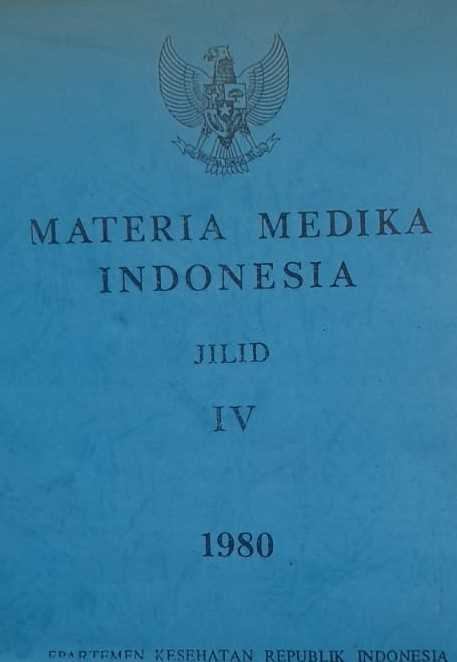 MATERIA MEDIKA
INDONESIA
JILID
IV
1980
EPARTEMEN KESEHATAN REPUBLIK INDONESIA